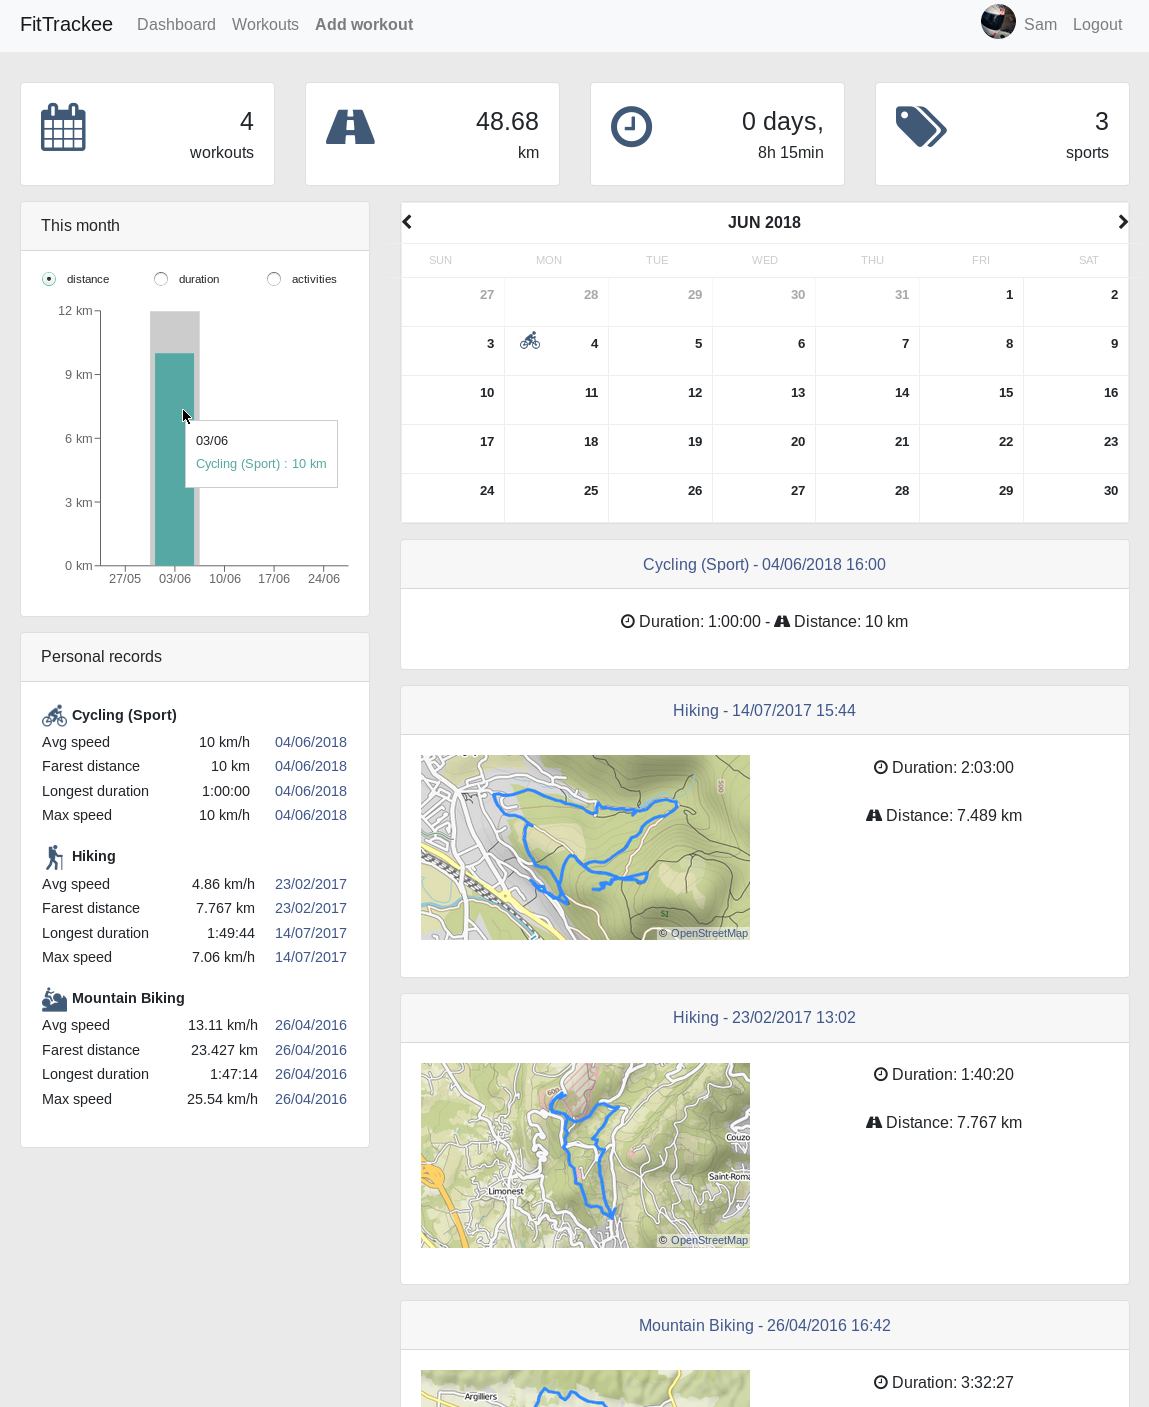 FitTrackee Dashboard Workouts Add workout Sam Logout
4
workouts
48.68
km
0 days,
8h 15min
3
sports
This month
distance duration activities
12 km
9 km
6 km
3 km
0 km
27/05 03/06 10/06 17/06 24/06
03/06
Cycling (Sport) : 10 km
Personal records
Cycling (Sport)
Avg speed 10 km/h 04/06/2018
Farest distance 10 km 04/06/2018
Longest duration 1:00:00 04/06/2018
Max speed 10 km/h 04/06/2018
Hiking
Avg speed 4.86 km/h 23/02/2017
Farest distance 7.767 km 23/02/2017
Longest duration 1:49:44 14/07/2017
Max speed 7.06 km/h 14/07/2017
Mountain Biking
Avg speed 13.11 km/h 26/04/2016
Farest distance 23.427 km 26/04/2016
Longest duration 1:47:14 26/04/2016
Max speed 25.54 km/h 26/04/2016
JUN 2018
SUN MON TUE WED THU FRI SAT
27 28 29 30 31 1 2
3 4 5 6 7 8 9
10 11 12 13 14 15 16
17 18 19 20 21 22 23
24 25 26 27 28 29 30
Cycling (Sport) - 04/06/2018 16:00
Duration: 1:00:00 - Distance: 10 km
Hiking - 14/07/2017 15:44
© OpenStreetMap
Duration: 2:03:00
Distance: 7.489 km
Hiking - 23/02/2017 13:02
600
Couzo
Saint-Roma
Limonest
© OpenStreetMap
Duration: 1:40:20
Distance: 7.767 km
Mountain Biking - 26/04/2016 16:42
Argilliers
Duration: 3:32:27